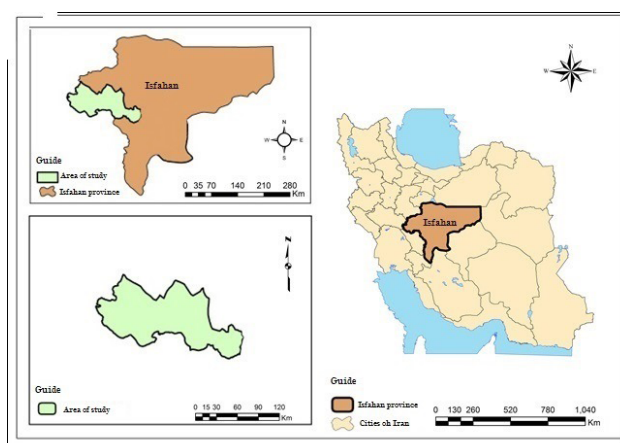 Isfahan
N
W
E
S
Guide
Area of study
Isfahan province
0 35 70 140 210 280
Km
N
Guide
Area of study
0 15 30 60 90 120
Km
N
W
E
S
Isfahan
Guide
Isfahan province
Cities oh Iran
0 130 260 520 780 1,040
Km